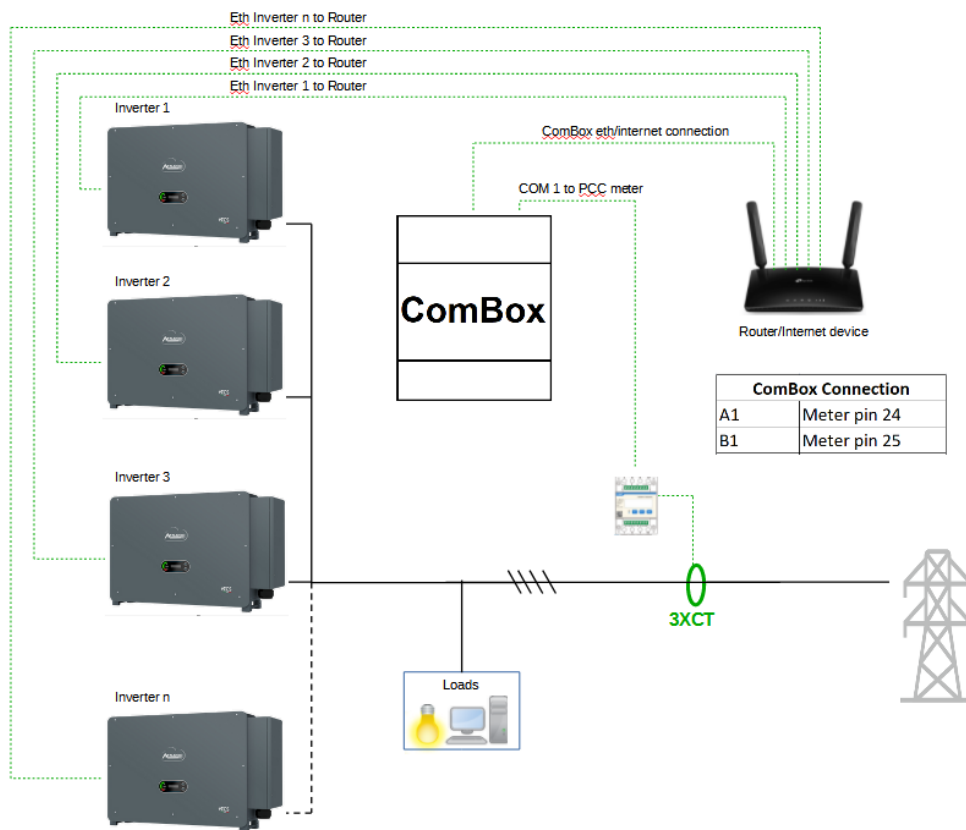 Eth Inverter n to Router
Eth Inverter 3 to Router
Eth Inverter 2 to Router
Eth Inverter 1 to Router
Inverter 1
ComBox eth/internet connection
COM 1 to PCC meter
Inverter 2
ComBox
Router/Internet device
ComBox Connection
A1 Meter pin 24
B1 Meter pin 25
Inverter 3
3XCT
Loads
Inverter n